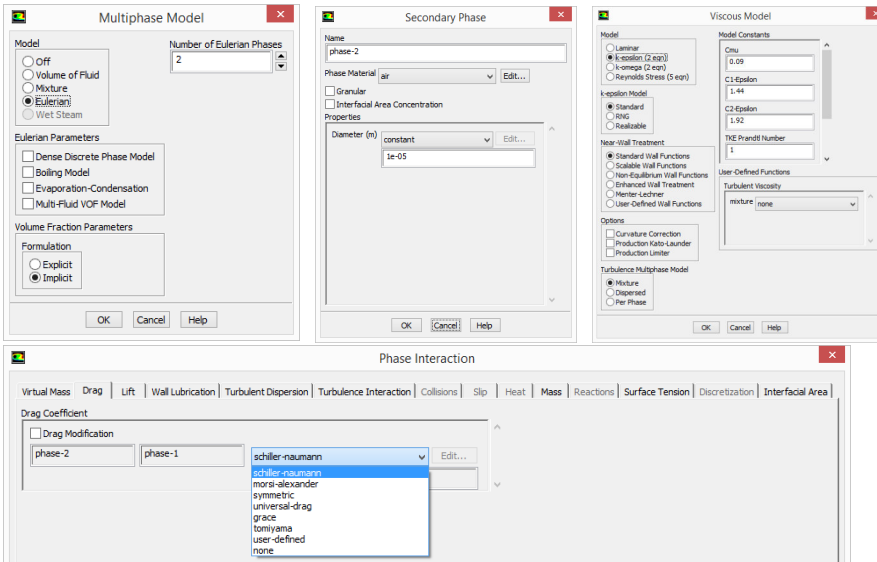 Multiphase Model
Model
Off
Volume of Fluid
Mixture
Eulerian
Wet Steam
Number of Eulerian Phases
2
Eulerian Parameters
Dense Discrete Phase Model
Boiling Model
Evaporation-Condensation
Multi-Fluid VOF Model
Volume Fraction Parameters
Formulation
Explicit
Implicit
OK Cancel Help
Secondary Phase
Name
phase-2
Phase Material air Edit...
Granular
Interfacial Area Concentration
Properties
Diameter (m) constant Edit...
1e-05
OK Cancel Help
Viscous Model
Model
Laminar
k-epsilon (2 eqn)
k-omega (2 eqn)
Reynolds Stress (5 eqn)
k-epsilon Model
Standard
RNG
Realizable
Near-Wall Treatment
Standard Wall Functions
Scalable Wall Functions
Non-Equilibrium Wall Functions
Enhanced Wall Treatment
Menter-Lechner
User-Defined Wall Functions
Options
Curvature Correction
Production Kato-Launder
Production Limiter
Turbulence Multiphase Model
Mixture
Dispersed
Per Phase
Model Constants
Cmu
0.09
C1-Epsilon
1.44
C2-Epsilon
1.92
TKE Prandtl Number
1
User-Defined Functions
Turbulent Viscosity
mixture none
OK Cancel Help
Phase Interaction
Virtual Mass Drag Lift Wall Lubrication Turbulent Dispersion Turbulence Interaction Collisions Slip Heat Mass Reactions Surface Tension Discretization Interfacial Area
Drag Coefficient
Drag Modification
phase-2 phase-1 schiller-naumann Edit...
schiller-naumann
morsi-alexander
symmetric
universal-drag
grace
tomiyama
user-defined
none